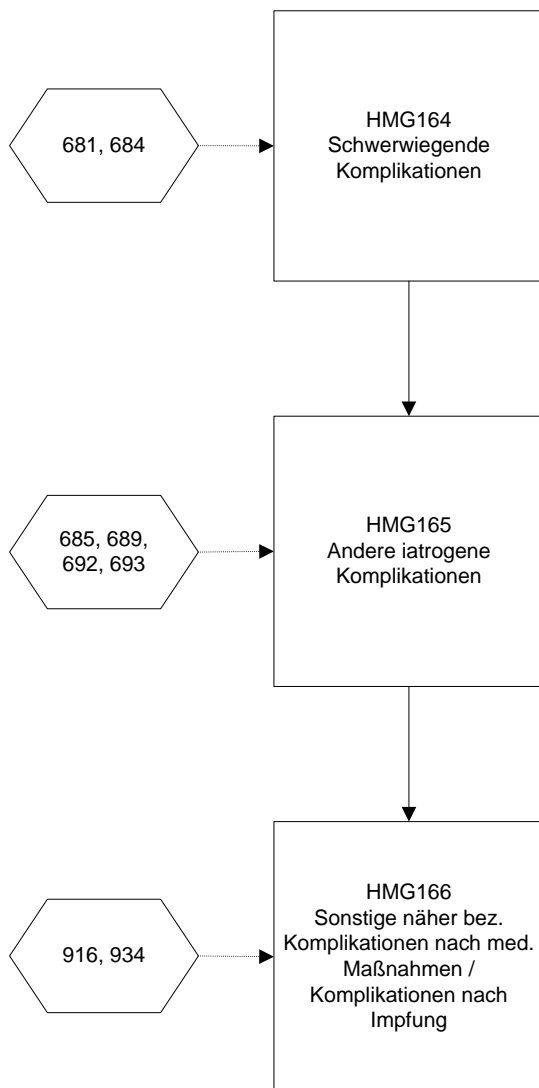 681, 684
HMG164
Schwerwiegende
Komplikationen
685, 689,
692, 693
HMG165
Andere iatrogene
Komplikationen
916, 934
HMG166
Sonstige näher bez.
Komplikationen nach med.
Maßnahmen /
Komplikationen nach
Impfung